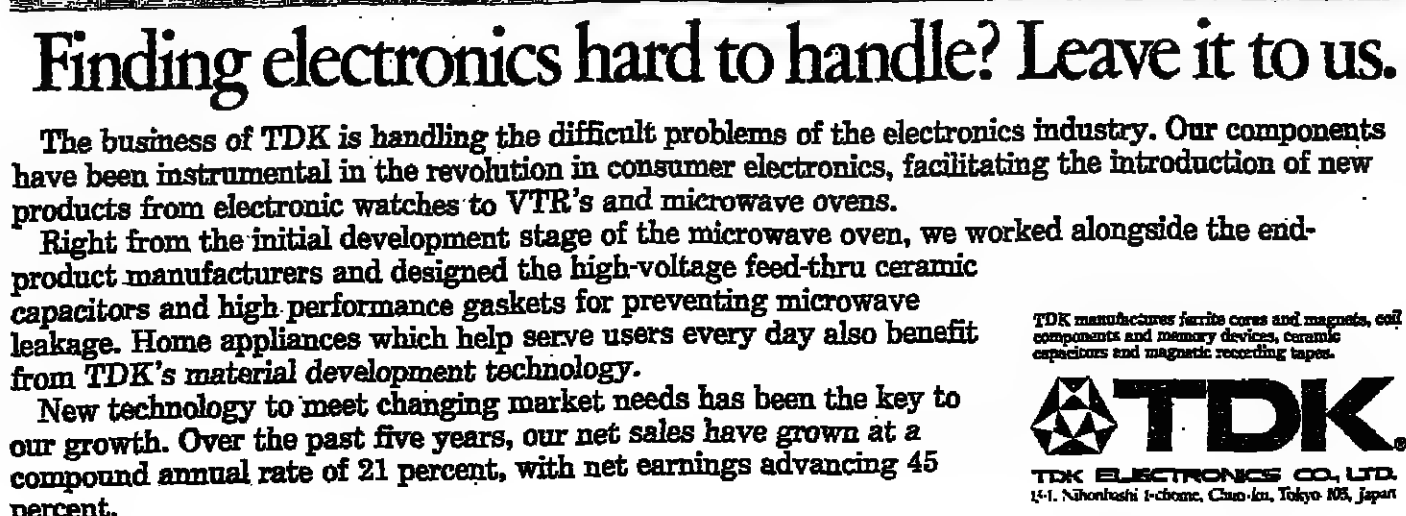 Finding electronics hard to handle? Leave it to us.
The business of TDK is handling the difficult problems of the electronics industry. Our components
have been instrumental in the revolution in consumer electronics, facilitating the introduction of new
products from electronic watches to VTR's and microwave ovens.
Right from the initial development stage of the microwave oven, we worked alongside the end-
product manufacturers and designed the high-voltage feed-thru ceramic
capacitors and high performance gaskets for preventing microwave
leakage. Home appliances which help serve users every day also benefit
from TDK's material development technology.
New technology to meet changing market needs has been the key to
our growth. Over the past five years, our net sales have grown at a
compound annual rate of 21 percent, with net earnings advancing 45
percent.
TDK manufactures ferrite cores and magnets, coil
components and memory devices, ceramic
capacitors and magnetic recording tapes.
TDK®
TDK ELECTRONICS CO., LTD.
Nihonbashi 1-chome, Chuo-ku, Tokyo 103, Japan